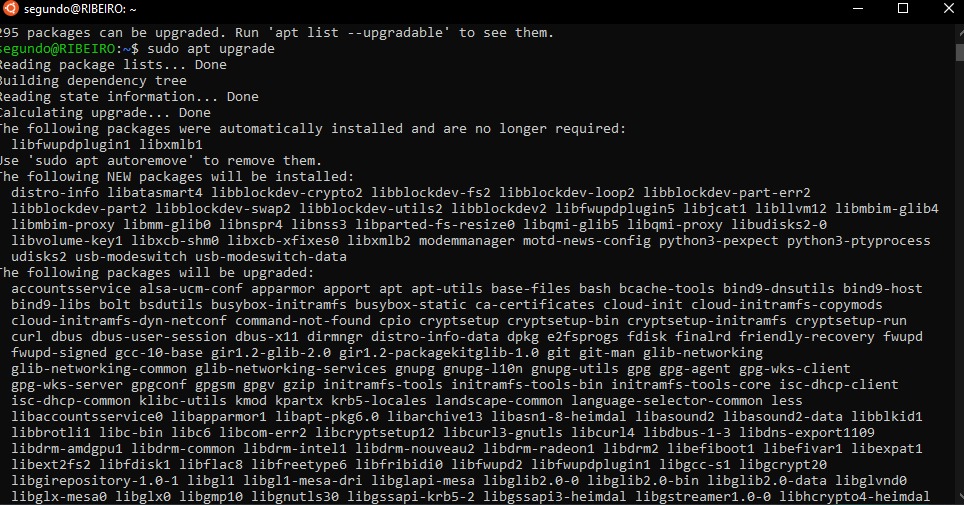 segundo@RIBEIRO: ~
295 packages can be upgraded. Run 'apt list --upgradable' to see them.
segundo@RIBEIRO:~$ sudo apt upgrade
Reading package lists... Done
Building dependency tree
Reading state information... Done
Calculating upgrade... Done
The following packages were automatically installed and are no longer required:
  libfwupdplugin1 libxmlb1
Use 'sudo apt autoremove' to remove them.
The following NEW packages will be installed:
  distro-info libatasmart4 libblockdev-crypto2 libblockdev-fs2 libblockdev-loop2 libblockdev-part-err2
  libblockdev-part2 libblockdev-swap2 libblockdev-utils2 libblockdev2 libfwupdplugin5 libjcat1 libllvm12 libmbim-glib4
  libmbim-proxy libmm-glib0 libnspr4 libnss3 libparted-fs-resize0 libqmi-glib5 libqmi-proxy libudisks2-0
  libvolume-key1 libxcb-shm0 libxcb-xfixes0 libxmlb2 modemmanager motd-news-config python3-pexpect python3-ptyprocess
  udisks2 usb-modeswitch usb-modeswitch-data
The following packages will be upgraded:
  accountsservice alsa-ucm-conf apparmor apport apt apt-utils base-files bash bcache-tools bind9-dnsutils bind9-host
  bind9-libs bolt bsdutils busybox-initramfs busybox-static ca-certificates cloud-init cloud-initramfs-copymods
  cloud-initramfs-dyn-netconf command-not-found cpio cryptsetup cryptsetup-bin cryptsetup-initramfs cryptsetup-run
  curl dbus dbus-user-session dbus-x11 dirmngr distro-info-data dpkg e2fsprogs fdisk finalrd friendly-recovery fwupd
  fwupd-signed gcc-10-base gir1.2-glib-2.0 gir1.2-packagekitglib-1.0 git git-man glib-networking
  glib-networking-common glib-networking-services gnupg gnupg-l10n gnupg-utils gpg gpg-agent gpg-wks-client
  gpg-wks-server gpgconf gpgsm gpgv gzip initramfs-tools initramfs-tools-bin initramfs-tools-core isc-dhcp-client
  isc-dhcp-common klibc-utils kmod kpartx krb5-locales landscape-common language-selector-common less
  libaccountsservice0 libapparmor1 libapt-pkg6.0 libarchive13 libasn1-8-heimdal libasound2 libasound2-data libblkid1
  libbrotli1 libc-bin libc6 libcom-err2 libcryptsetup12 libcurl3-gnutls libcurl4 libdbus-1-3 libdns-export1109
  libdrm-amdgpu1 libdrm-common libdrm-intel1 libdrm-nouveau2 libdrm-radeon1 libdrm2 libefiboot1 libefivar1 libexpat1
  libext2fs2 libfdisk1 libflac8 libfreetype6 libfribidi0 libfwupd2 libfwupdplugin1 libgcc-s1 libgcrypt20
  libgirepository-1.0-1 libgl1 libgl1-mesa-dri libglapi-mesa libglib2.0-0 libglib2.0-bin libglib2.0-data libglvnd0
  libglx-mesa0 libglx0 libgmp10 libgnutls30 libgssapi-krb5-2 libgssapi3-heimdal libgstreamer1.0-0 libhcrypto4-heimdal